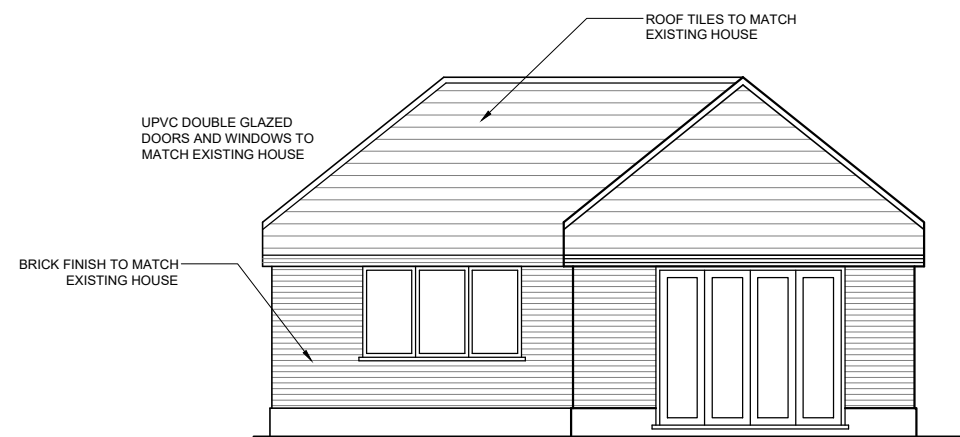 ROOF TILES TO MATCH
EXISTING HOUSE
UPVC DOUBLE GLAZED
DOORS AND WINDOWS TO
MATCH EXISTING HOUSE
BRICK FINISH TO MATCH
EXISTING HOUSE